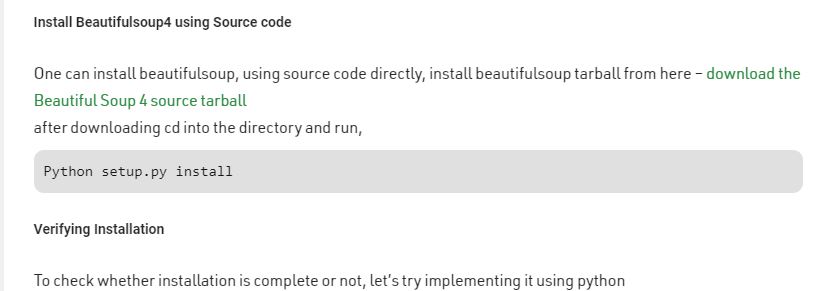 Install Beautifulsoup4 using Source code
One can install beautifulsoup, using source code directly, install beautifulsoup tarball from here – download the
Beautiful Soup 4 source tarball
after downloading cd into the directory and run,
Python setup.py install
Verifying Installation
To check whether installation is complete or not, let's try implementing it using python